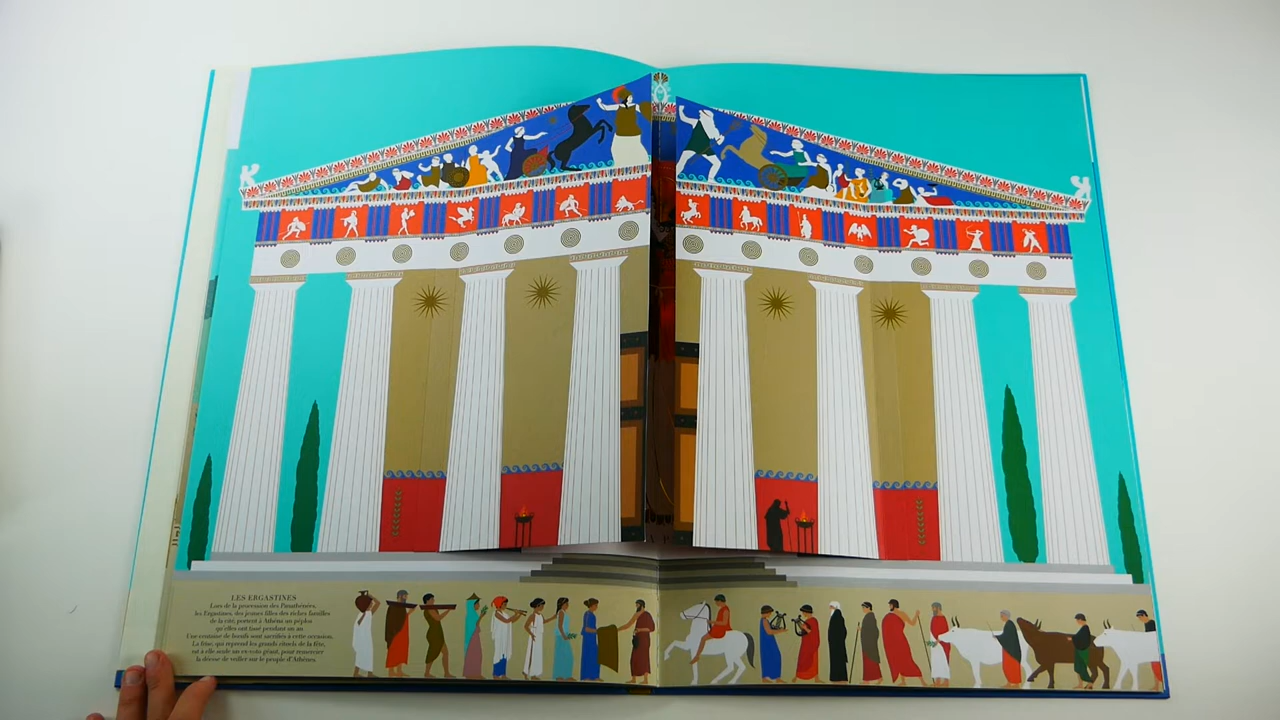 LES ERGASTINES
Lors de la procession des Panathénées,
les Ergastines, des jeunes filles des riches familles
de la cité, portent à Athéna un péplos
qu'elles ont tissé pendant un an
Une centaine de bœufs sont sacrifiés à cette occasion.
La frise, qui reprend les grands rituels de la fête,
est à elle seule un ex-voto géant, pour remercier
la déesse de veiller sur le peuple d'Athènes.